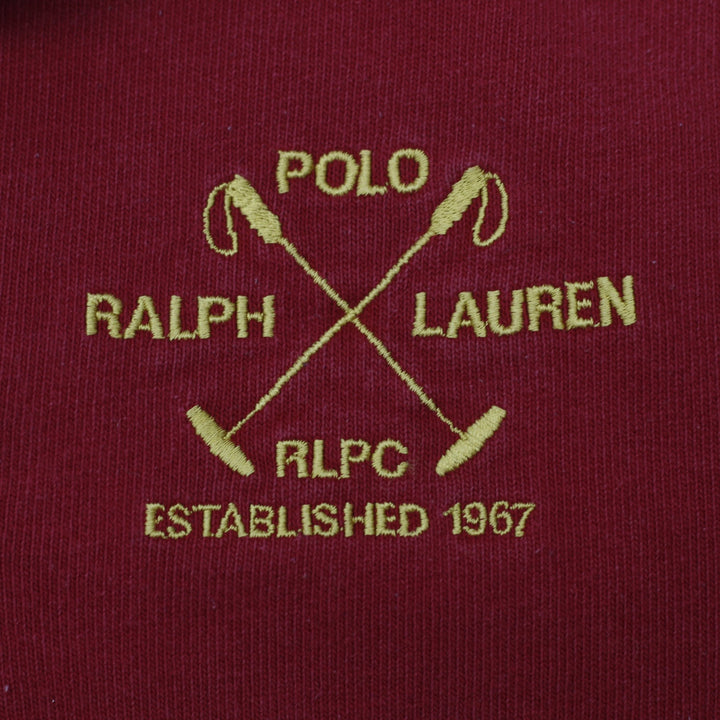 POLO
RALPH LAUREN
RLPC
ESTABLISHED 1967